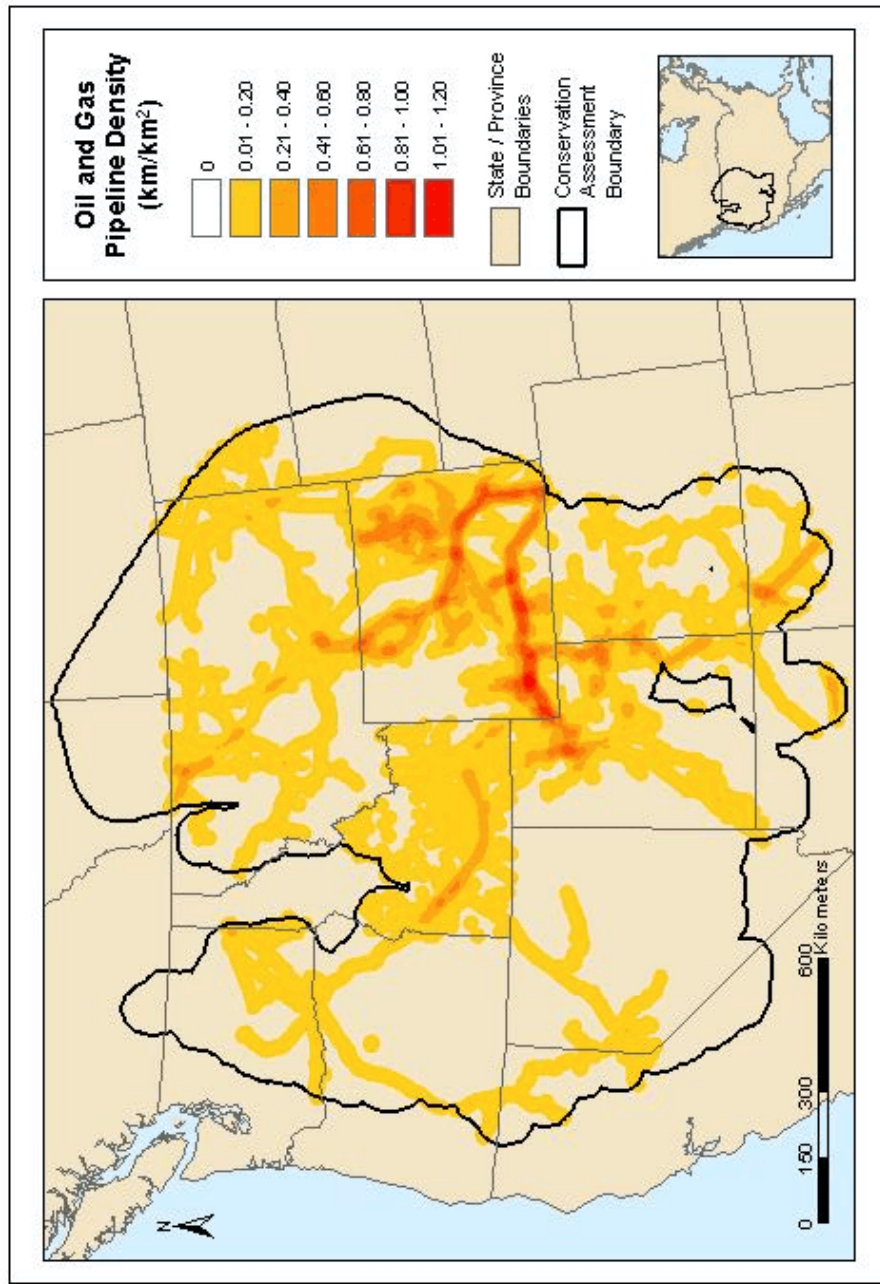 Oil and Gas
Pipeline Density
(km/km²)
0
0.01 - 0.20
0.21 - 0.40
0.41 - 0.60
0.61 - 0.80
0.81 - 1.00
1.01 - 1.20
State / Province
Boundaries
Conservation
Assessment
Boundary
N
0 150 300 600
Kilometers